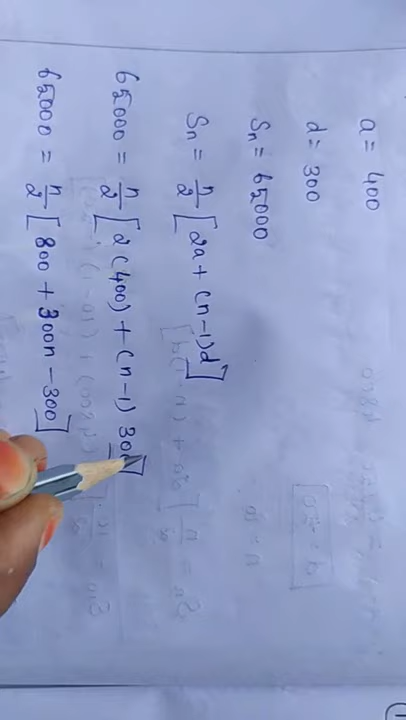 a = 400
d = 300
Sn = 65000
Sn = n/2 [2a + (n-1)d]
65000 = n/2 [2(400) + (n-1) 300]
65000 = n/2 [800 + 300n - 300]